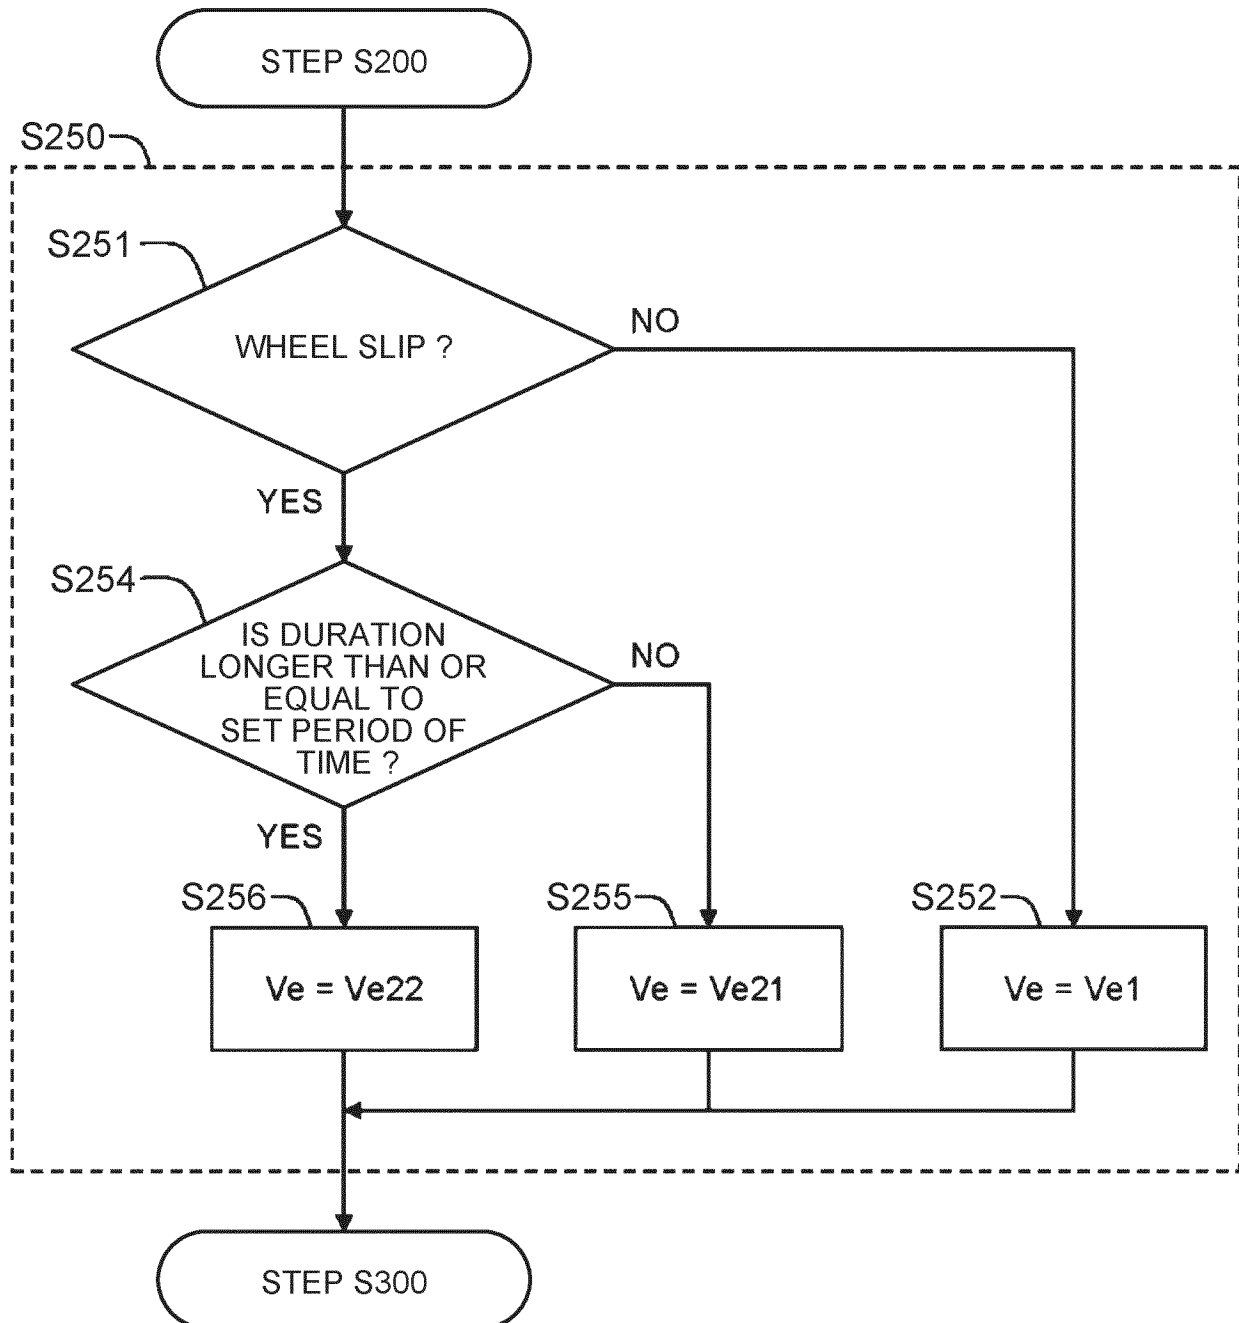 STEP S200
S250
S251
WHEEL SLIP ?
NO
YES
S254
IS DURATION
LONGER THAN OR
EQUAL TO
SET PERIOD OF
TIME ?
NO
YES
S256
S255
S252
Ve = Ve22
Ve = Ve21
Ve = Ve1
STEP S300